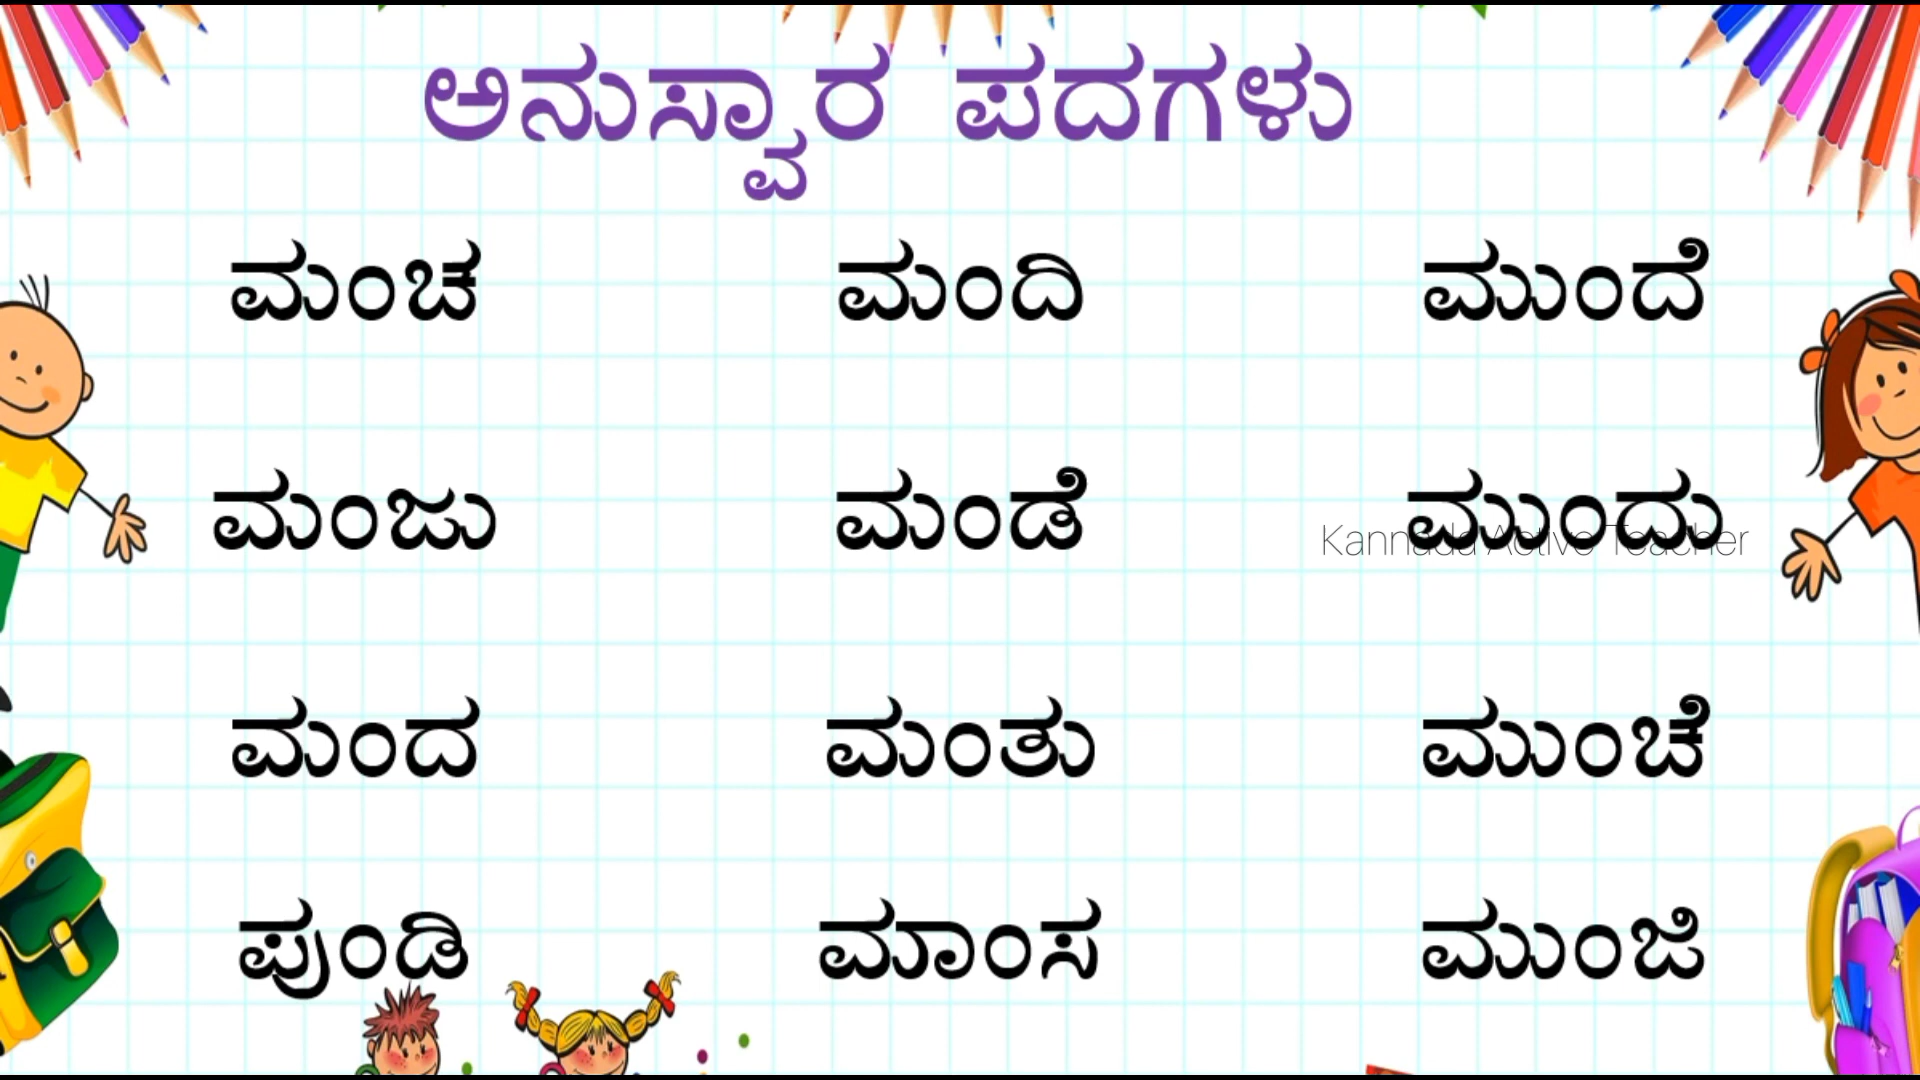 ಅನುಸ್ವಾರ ಪದಗಳು
ಮಂಚ ಮಂದಿ ಮುಂದೆ
ಮಂಜು ಮಂಡೆ ಮುಂದು
Kannada Active Teacher
ಮಂದ ಮಂತು ಮುಂಚೆ
ಪುಂಡಿ ಮಾಂಸ ಮುಂಜಿ